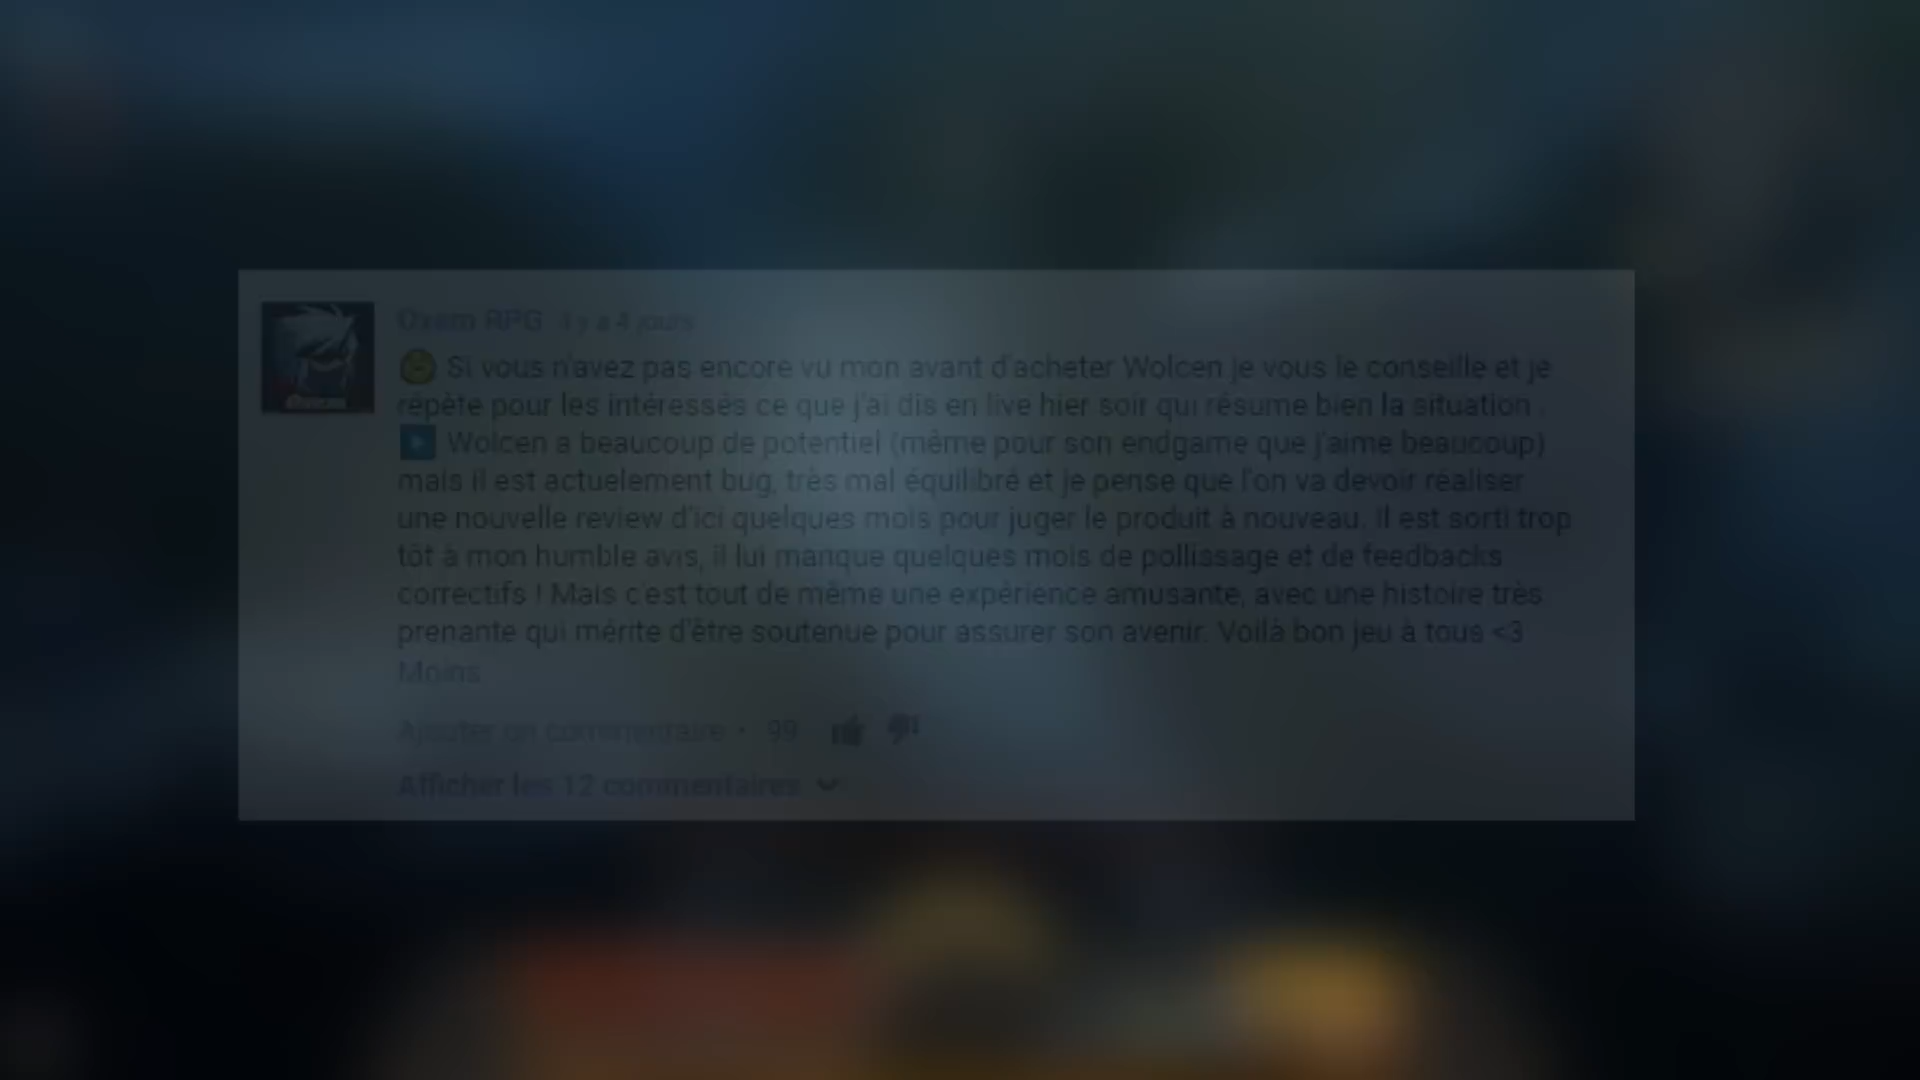 Oxem RPG il y a 4 jours
Si vous n'avez pas encore vu mon avant d'acheter Wolcen je vous le conseille et je
répète pour les intéressés ce que j'ai dis en live hier soir qui résume bien la situation .
Wolcen a beaucoup de potentiel (même pour son endgame que j'aime beaucoup)
mais il est actuelement bug, très mal équilibré et je pense que l'on va devoir réaliser
une nouvelle review d'ici quelques mois pour juger le produit à nouveau. Il est sorti trop
tôt à mon humble avis, il lui manque quelques mois de pollissage et de feedbacks
correctifs ! Mais c'est tout de même une expérience amusante, avec une histoire très
prenante qui mérite d'être soutenue pour assurer son avenir. Voilà bon jeu à tous <3
Moins
Ajouter un commentaire • 99
Afficher les 12 commentaires